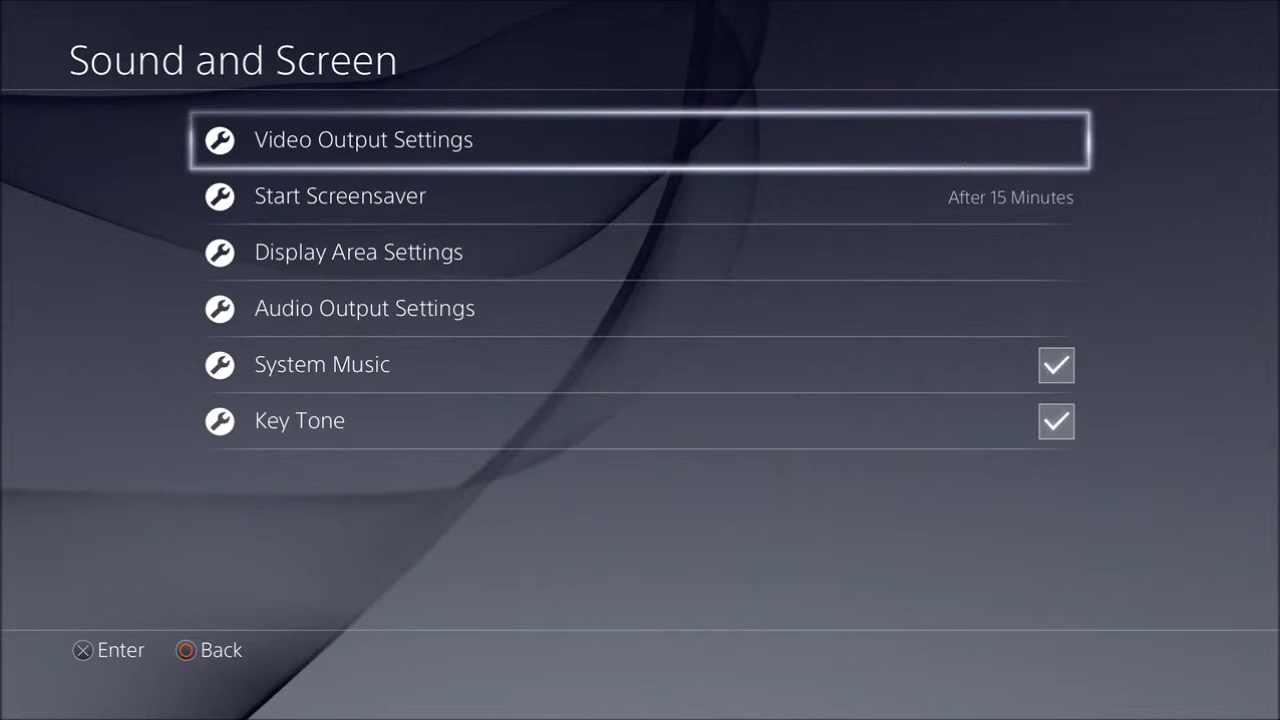 Sound and Screen
Video Output Settings
Start Screensaver After 15 Minutes
Display Area Settings
Audio Output Settings
System Music
Key Tone
Enter Back